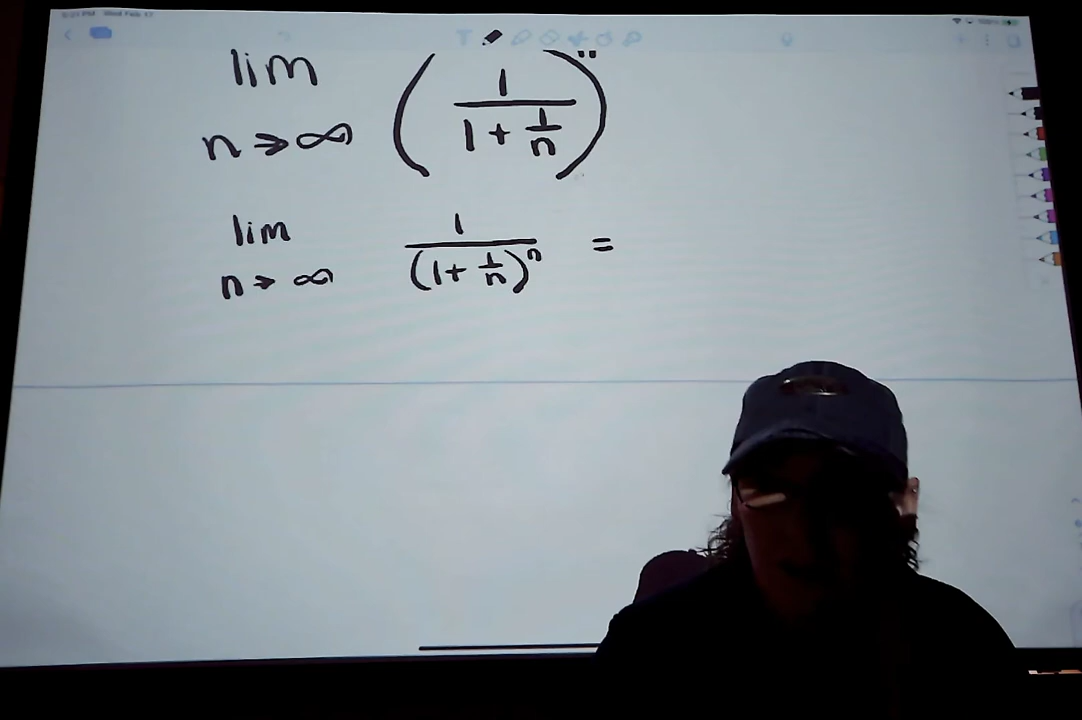 lim n→∞ ( 1 / (1 + 1/n) )^n
lim n→∞ 1 / (1 + 1/n)^n =